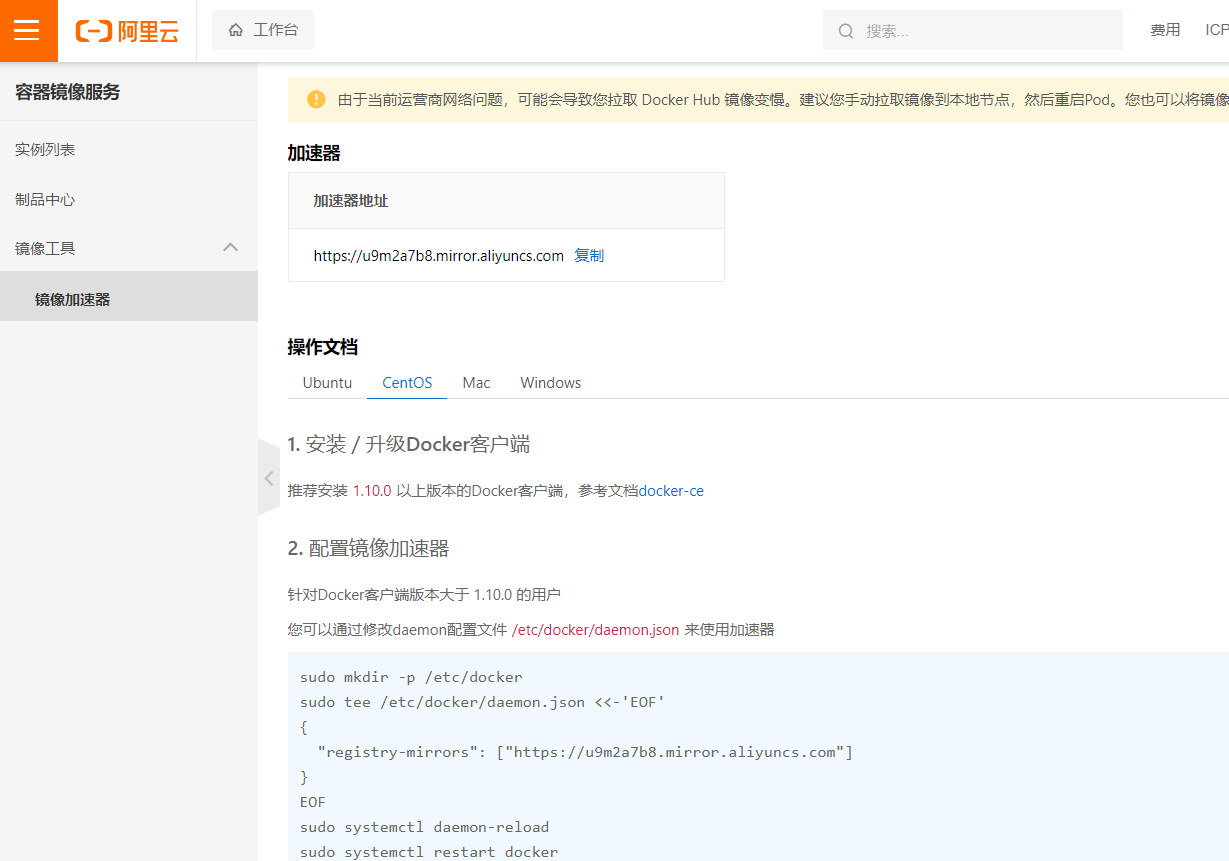 阿里云
工作台
搜索...
费用
ICP
容器镜像服务
实例列表
制品中心
镜像工具
镜像加速器
由于当前运营商网络问题，可能会导致您拉取 Docker Hub 镜像变慢。建议您手动拉取镜像到本地节点，然后重启Pod。您也可以将镜像
加速器
加速器地址
https://u9m2a7b8.mirror.aliyuncs.com 复制
操作文档
Ubuntu CentOS Mac Windows
1. 安装 / 升级Docker客户端
推荐安装 1.10.0 以上版本的Docker客户端，参考文档docker-ce
2. 配置镜像加速器
针对Docker客户端版本大于 1.10.0 的用户
您可以通过修改daemon配置文件 /etc/docker/daemon.json 来使用加速器
sudo mkdir -p /etc/docker
sudo tee /etc/docker/daemon.json <<-'EOF'
{
  "registry-mirrors": ["https://u9m2a7b8.mirror.aliyuncs.com"]
}
EOF
sudo systemctl daemon-reload
sudo systemctl restart docker